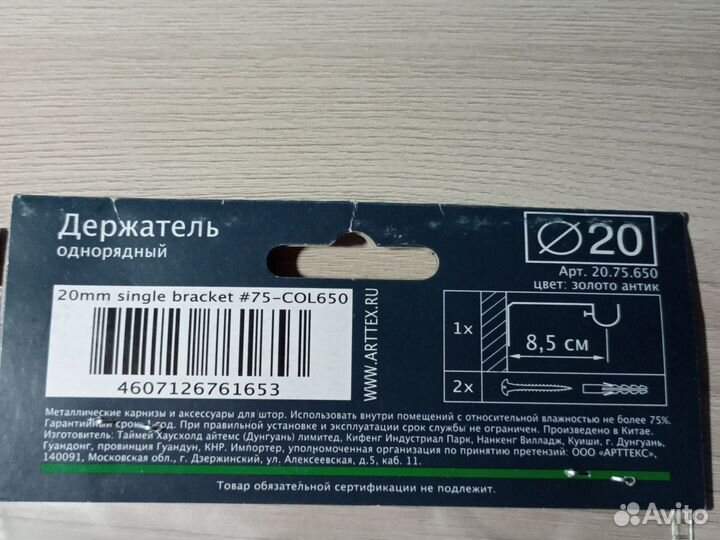 Держатель
однорядный
20mm single bracket #75-COL650
4607126761653
WWW.ARTTEX.RU
Ø20
Арт. 20.75.650
цвет: золото антик
1x
8,5 см
2x
Металлические карнизы и аксессуары для штор. Использовать внутри помещений с относительной влажностью не более 75%.
Гарантийный срок год. При правильной установке и эксплуатации срок службы не ограничен. Произведено в Китае.
Изготовитель: Таймей Хаусхолд айтемс (Дунгуань) лимитед, Кифенг Индустриал Парк, Нанкенг Вилладж, Куиши, г. Дунгуань,
Гуандонг, провинция Гуандун, КНР. Импортер, уполномоченная организация по принятию претензий: ООО «АРТТЕКС»,
140091, Московская обл., г. Дзержинский, ул. Алексеевская, д.5, каб. 11.
Товар обязательной сертификации не подлежит.
Avito